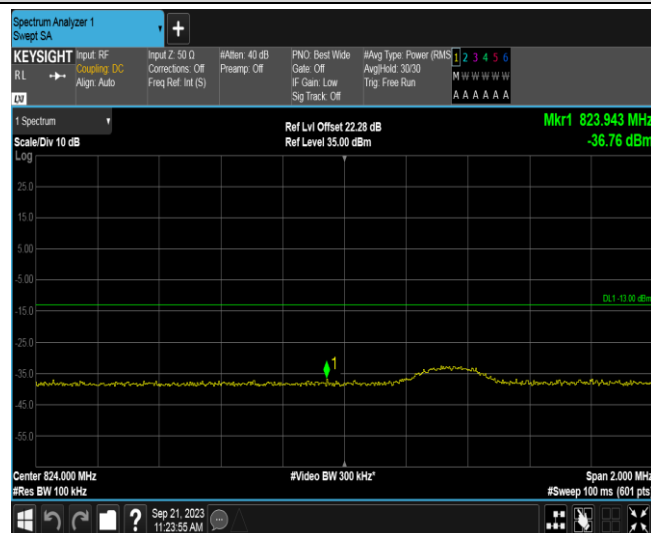 Spectrum Analyzer 1
Swept SA
+
KEYSIGHT
RL
Input: RF
Coupling: DC
Align: Auto
Input Z: 50 Ω
Corrections: Off
Freq Ref: Int (S)
#Atten: 40 dB
Preamp: Off
PNO: Best Wide
Gate: Off
IF Gain: Low
Sig Track: Off
#Avg Type: Power (RMS
Avg|Hold: 30/30
Trig: Free Run
1 2 3 4 5 6
M W W W W W
A A A A A A
1 Spectrum
Scale/Div 10 dB
Log
Ref Lvl Offset 22.28 dB
Ref Level 35.00 dBm
Mkr1 823.943 MHz
-36.76 dBm
25.0
15.0
5.00
-5.00
DL1 -13.00 dBm
-15.0
-25.0
1
-35.0
-45.0
-55.0
Center 824.000 MHz
#Res BW 100 kHz
#Video BW 300 kHz*
Span 2.000 MHz
#Sweep 100 ms (601 pts)
?
Sep 21, 2023
11:23:55 AM